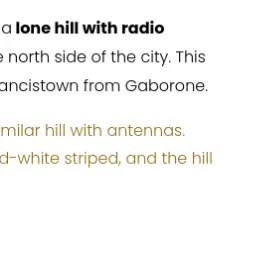 a lone hill with radio
north side of the city. This
ancistown from Gaborone.
milar hill with antennas.
d-white striped, and the hill